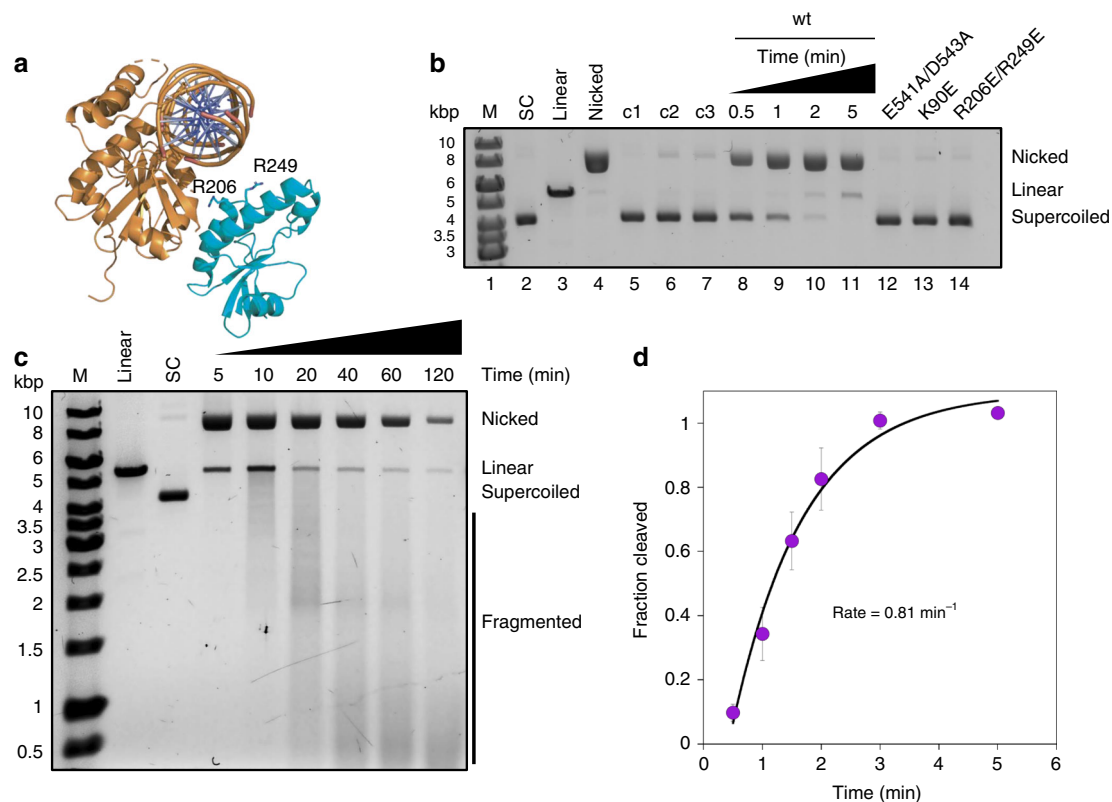 a
R206
R249
b
wt
Time (min)
kbp M SC Linear Nicked c1 c2 c3 0.5 1 2 5 E541A/D543A K90E R206E/R249E
10
8
6
5
4
3.5
3
Nicked
Linear
Supercoiled
1 2 3 4 5 6 7 8 9 10 11 12 13 14
c
kbp M Linear SC 5 10 20 40 60 120 Time (min)
10
8
6
5
4
3.5
3
2.5
2
1.5
1
0.5
Nicked
Linear
Supercoiled
Fragmented
d
Fraction cleaved
1
0.8
0.6
0.4
0.2
0
Rate = 0.81 min⁻¹
0 1 2 3 4 5 6
Time (min)